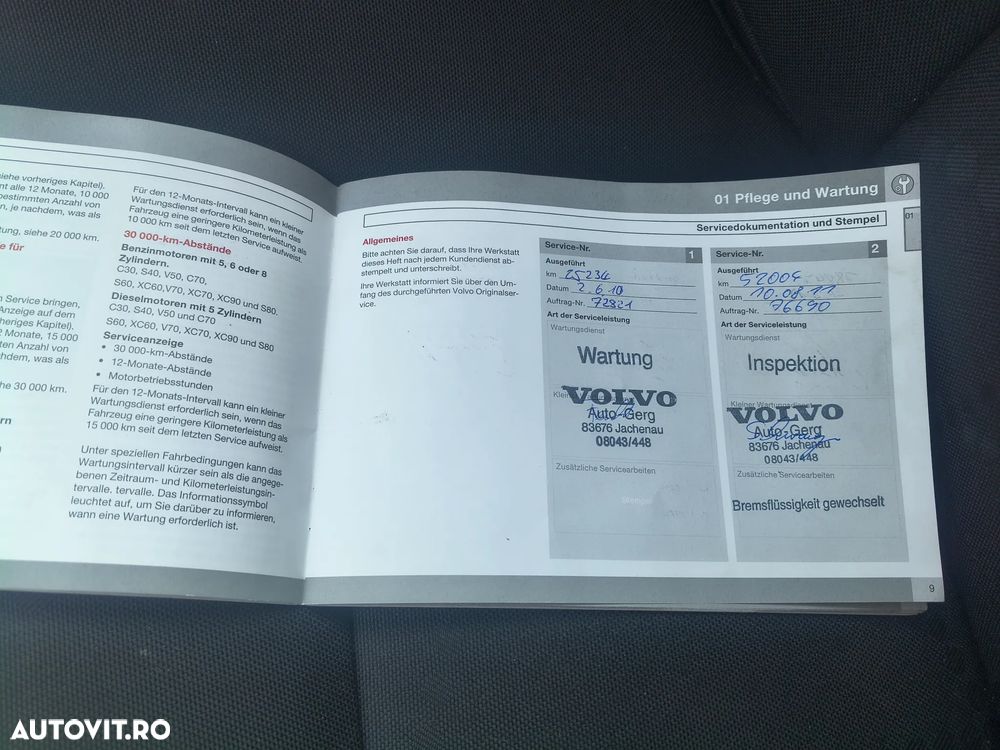 siehe vorheriges Kapitel).
nt alle 12 Monate, 10 000
bestimmten Anzahl von
n, je nachdem, was als
tung, siehe 20 000 km.
e für
n Service bringen,
Anzeige auf dem
heriges Kapitel).
2 Monate, 15 000
ten Anzahl von
chdem, was als
he 30 000 km.
ern
Für den 12-Monats-Intervall kann ein kleiner
Wartungsdienst erforderlich sein, wenn das
Fahrzeug eine geringere Kilometerleistung als
10 000 km seit dem letzten Service aufweist.
30 000-km-Abstände
Benzinmotoren mit 5, 6 oder 8
Zylindern.
C30, S40, V50, C70,
S60, XC60,V70, XC70, XC90 und S80.
Dieselmotoren mit 5 Zylindern
C30, S40, V50 und C70
S60, XC60, V70, XC70, XC90 und S80
Serviceanzeige
• 30 000-km-Abstände
• 12-Monate-Abstände
• Motorbetriebsstunden
Für den 12-Monats-Intervall kann ein kleiner
Wartungsdienst erforderlich sein, wenn das
Fahrzeug eine geringere Kilometerleistung als
15 000 km seit dem letzten Service aufweist.
Unter speziellen Fahrbedingungen kann das
Wartungsintervall kürzer sein als die angege-
benen Zeitraum- und Kilometerleistungsin-
tervalle. tervalle. Das Informationssymbol
leuchtet auf, um Sie darüber zu informieren,
wann eine Wartung erforderlich ist.
01 Pflege und Wartung
01
Servicedokumentation und Stempel
Allgemeines
Bitte achten Sie darauf, dass Ihre Werkstatt
dieses Heft nach jedem Kundendienst ab-
stempelt und unterschreibt.
Ihre Werkstatt informiert Sie über den Um-
fang des durchgeführten Volvo Originalser-
vice.
Service-Nr. 1
Ausgeführt
km 25234
Datum 2.6.10
Auftrag-Nr. 72821
Art der Serviceleistung
Wartungsdienst
Wartung
VOLVO
Auto-Gerg
83676 Jachenau
08043/448
Zusätzliche Servicearbeiten
Stempel
Service-Nr. 2
Ausgeführt
km 52004
Datum 10.08.11
Auftrag-Nr. 76690
Art der Serviceleistung
Wartungsdienst
Inspektion
Kleiner Wartungsdienst
VOLVO
Auto-Gerg
83676 Jachenau
08043/448
Zusätzliche Servicearbeiten
Bremsflüssigkeit gewechselt
9
AUTOVIT.RO